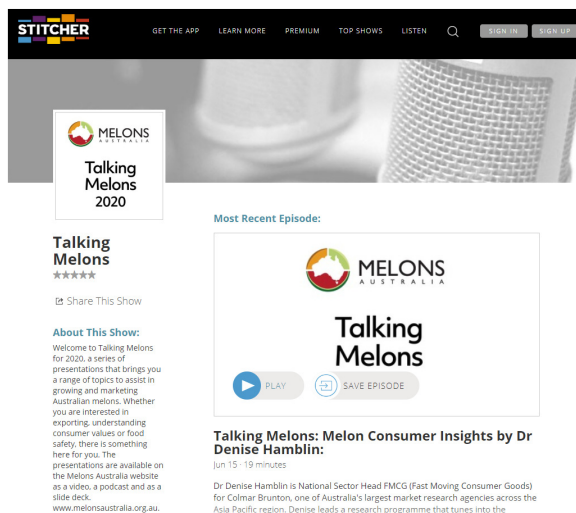 STITCHER
GET THE APP
LEARN MORE
PREMIUM
TOP SHOWS
LISTEN
SIGN IN
SIGN UP
MELONS
AUSTRALIA
Talking
Melons
2020
Talking
Melons
Share This Show
About This Show:
Welcome to Talking Melons
for 2020, a series of
presentations that brings you
a range of topics to assist in
growing and marketing
Australian melons. Whether
you are interested in
exporting, understanding
consumer values or food
safety, there is something
here for you. The
presentations are available on
the Melons Australia website
as a video, a podcast and as a
slide deck.
www.melonsaustralia.org.au.
Most Recent Episode:
MELONS
AUSTRALIA
Talking
Melons
PLAY
SAVE EPISODE
Talking Melons: Melon Consumer Insights by Dr
Denise Hamblin:
Jun 15 · 19 minutes
Dr Denise Hamblin is National Sector Head FMCG (Fast Moving Consumer Goods)
for Colmar Brunton, one of Australia's largest market research agencies across the
Asia Pacific region. Denise leads a research programme that tunes into the